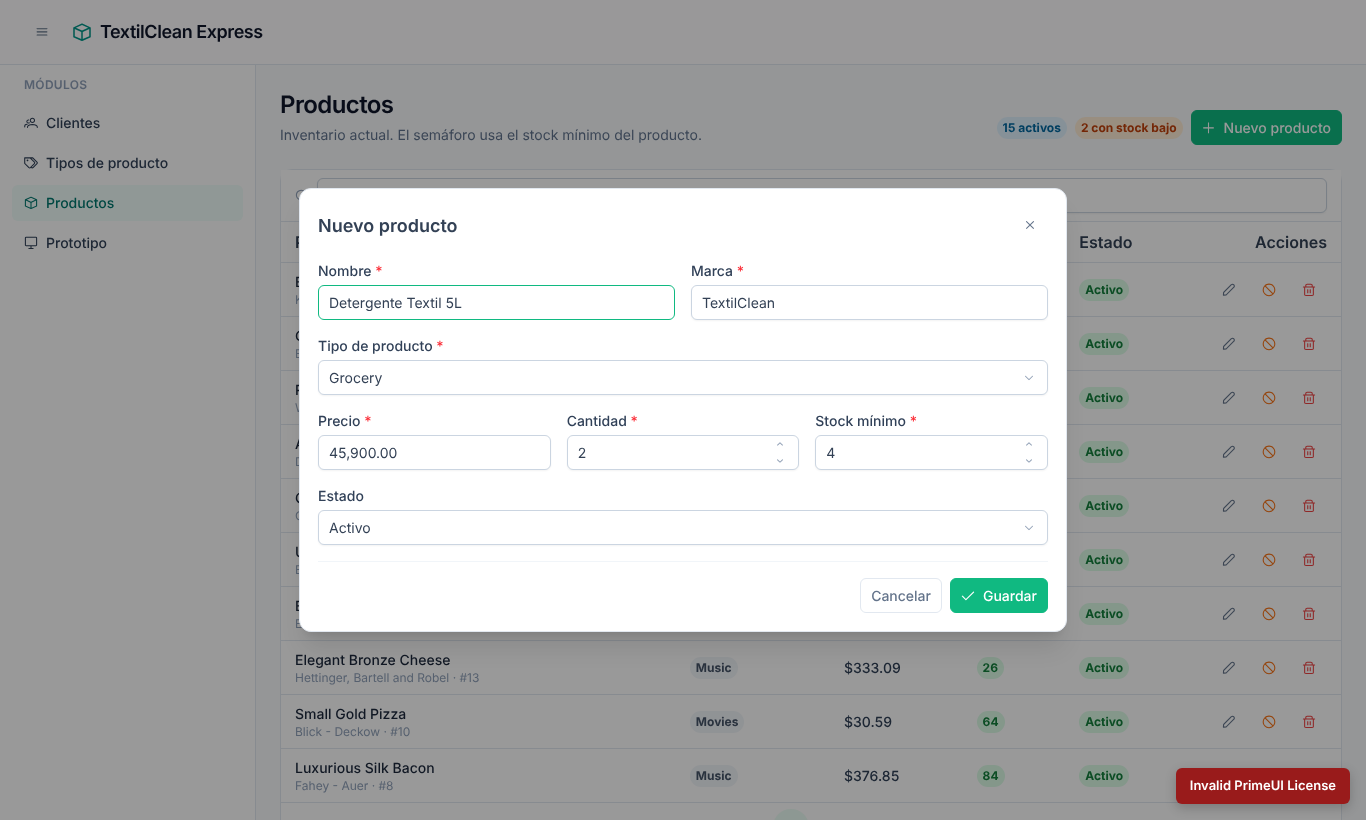 TextilClean Express
MÓDULOS
Clientes
Tipos de producto
Productos
Prototipo
Productos
Inventario actual. El semáforo usa el stock mínimo del producto.
15 activos
2 con stock bajo
Nuevo producto
Estado
Acciones
Activo
Activo
Activo
Activo
Activo
Activo
Activo
Nuevo producto
Nombre *
Marca *
Detergente Textil 5L
TextilClean
Tipo de producto *
Grocery
Precio *
Cantidad *
Stock mínimo *
45,900.00
2
4
Estado
Activo
Cancelar
Guardar
Elegant Bronze Cheese
Hettinger, Bartell and Robel · #13
Music
$333.09
26
Activo
Small Gold Pizza
Blick - Deckow · #10
Movies
$30.59
64
Activo
Luxurious Silk Bacon
Fahey - Auer · #8
Music
$376.85
84
Activo
Invalid PrimeUI License